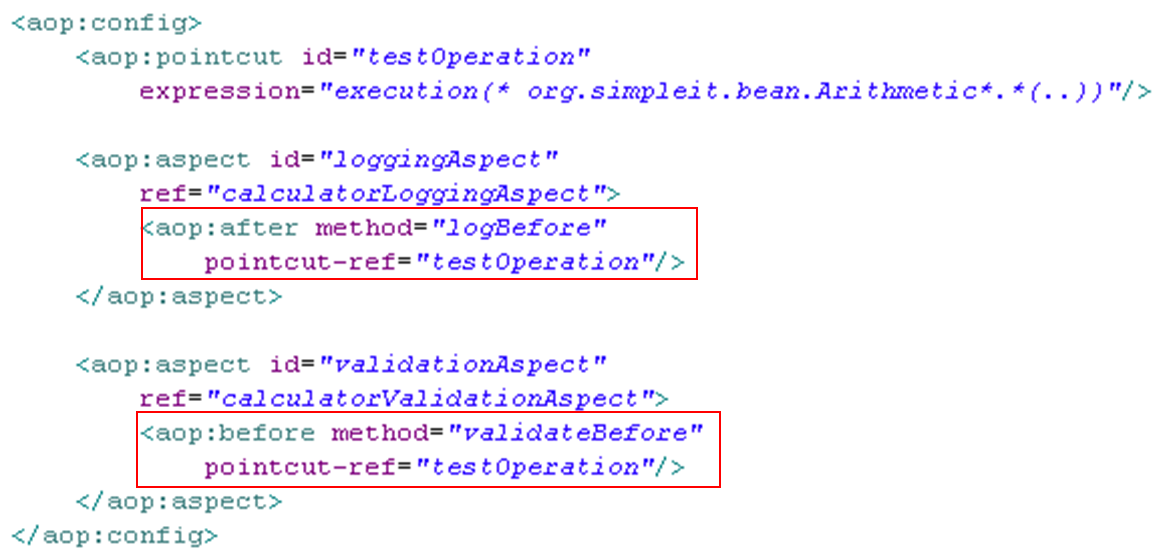 <aop:config>
<aop:pointcut id="testOperation"
expression="execution(* org.simpleit.bean.Arithmetic*.*(..))"/>
<aop:aspect id="loggingAspect"
ref="calculatorLoggingAspect">
<aop:after method="logBefore"
pointcut-ref="testOperation"/>
</aop:aspect>
<aop:aspect id="validationAspect"
ref="calculatorValidationAspect">
<aop:before method="validateBefore"
pointcut-ref="testOperation"/>
</aop:aspect>
</aop:config>